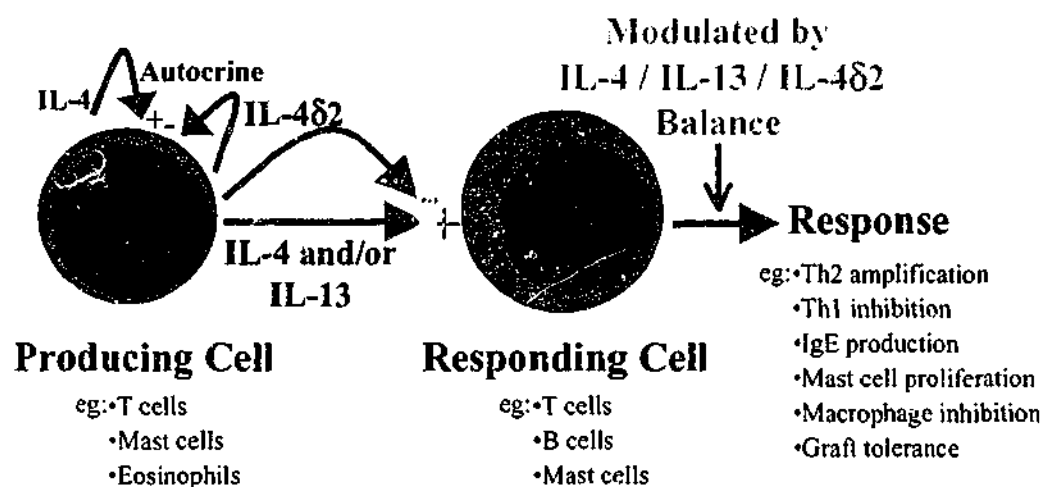 Modulated by
IL-4 / IL-13 / IL-4δ2
Balance
Autocrine
IL-4
+-
IL-4δ2
+
IL-4 and/or
IL-13
Response
eg:•Th2 amplification
•Th1 inhibition
•IgE production
•Mast cell proliferation
•Macrophage inhibition
•Graft tolerance
Producing Cell
eg:•T cells
•Mast cells
•Eosinophils
Responding Cell
eg:•T cells
•B cells
•Mast cells